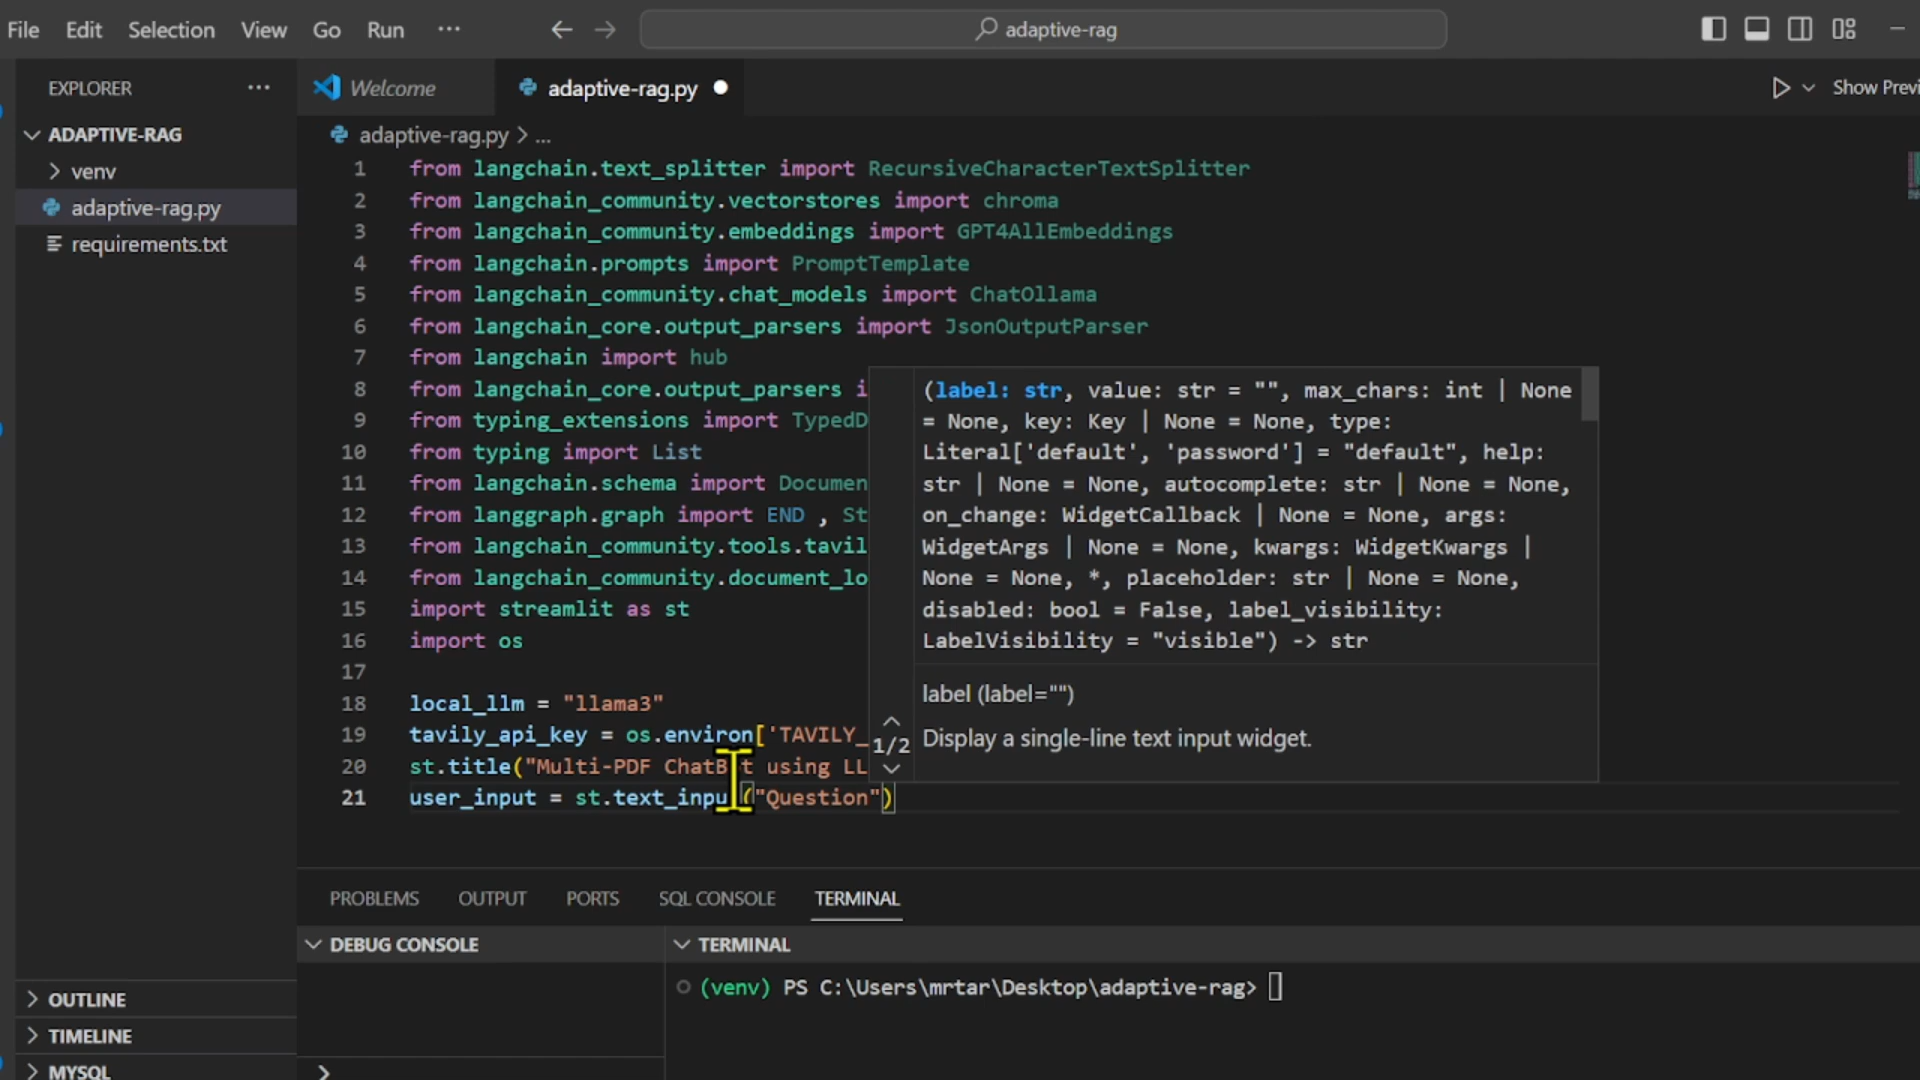 File Edit Selection View Go Run ···
adaptive-rag
EXPLORER ···
Welcome
adaptive-rag.py
Show Previ
ADAPTIVE-RAG
adaptive-rag.py > ...
venv
adaptive-rag.py
requirements.txt
1 from langchain.text_splitter import RecursiveCharacterTextSplitter
2 from langchain_community.vectorstores import chroma
3 from langchain_community.embeddings import GPT4AllEmbeddings
4 from langchain.prompts import PromptTemplate
5 from langchain_community.chat_models import ChatOllama
6 from langchain_core.output_parsers import JsonOutputParser
7 from langchain import hub
8 from langchain_core.output_parsers i
9 from typing_extensions import TypedD
10 from typing import List
11 from langchain.schema import Documen
12 from langgraph.graph import END , St
13 from langchain_community.tools.tavil
14 from langchain_community.document_lo
15 import streamlit as st
16 import os
17
18 local_llm = "llama3"
19 tavily_api_key = os.environ['TAVILY_
20 st.title("Multi-PDF ChatBot using LL
21 user_input = st.text_input("Question")
(label: str, value: str = "", max_chars: int | None
= None, key: Key | None = None, type:
Literal['default', 'password'] = "default", help:
str | None = None, autocomplete: str | None = None,
on_change: WidgetCallback | None = None, args:
WidgetArgs | None = None, kwargs: WidgetKwargs |
None = None, *, placeholder: str | None = None,
disabled: bool = False, label_visibility:
LabelVisibility = "visible") -> str
label (label="")
1/2
Display a single-line text input widget.
PROBLEMS OUTPUT PORTS SQL CONSOLE TERMINAL
DEBUG CONSOLE
TERMINAL
(venv) PS C:\Users\mrtar\Desktop\adaptive-rag>
OUTLINE
TIMELINE
MYSQL